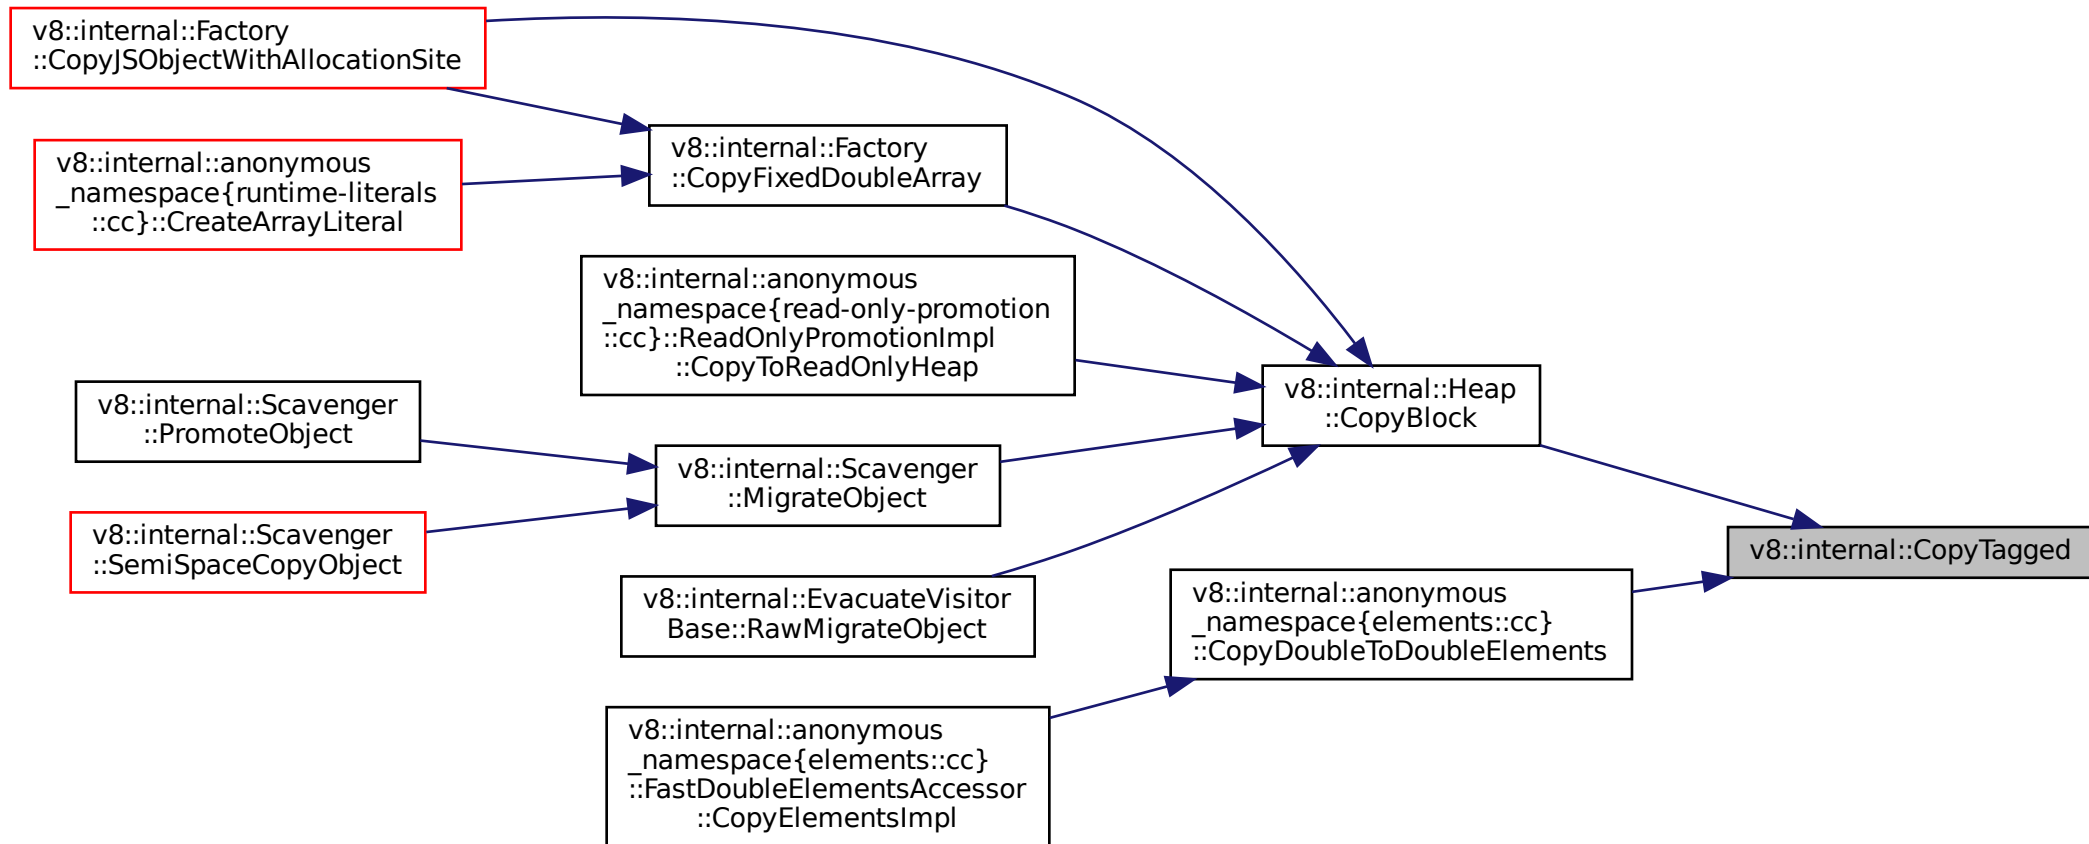 v8::internal::Factory
::CopyJSObjectWithAllocationSite
v8::internal::anonymous
_namespace{runtime-literals
::cc}::CreateArrayLiteral
v8::internal::Factory
::CopyFixedDoubleArray
v8::internal::anonymous
_namespace{read-only-promotion
::cc}::ReadOnlyPromotionImpl
::CopyToReadOnlyHeap
v8::internal::Scavenger
::PromoteObject
v8::internal::Scavenger
::SemiSpaceCopyObject
v8::internal::Scavenger
::MigrateObject
v8::internal::EvacuateVisitor
Base::RawMigrateObject
v8::internal::Heap
::CopyBlock
v8::internal::CopyTagged
v8::internal::anonymous
_namespace{elements::cc}
::CopyDoubleToDoubleElements
v8::internal::anonymous
_namespace{elements::cc}
::FastDoubleElementsAccessor
::CopyElementsImpl